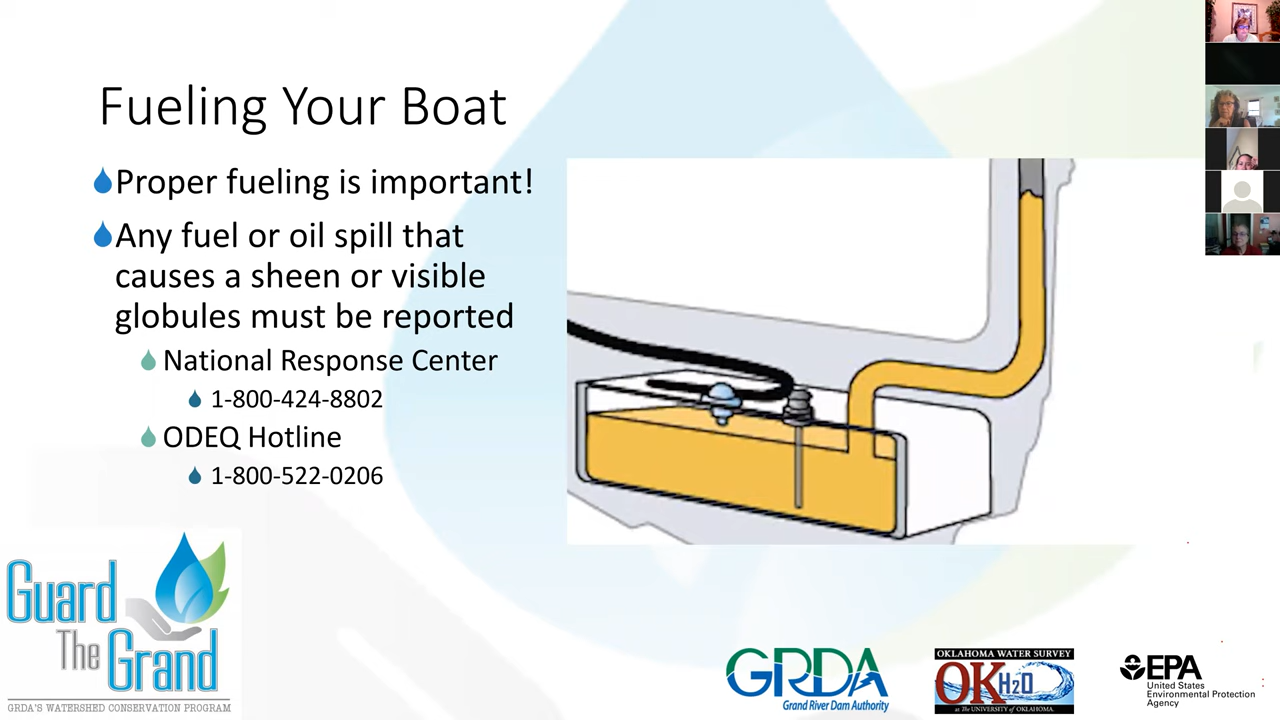 Fueling Your Boat
Proper fueling is important!
Any fuel or oil spill that
causes a sheen or visible
globules must be reported
National Response Center
1-800-424-8802
ODEQ Hotline
1-800-522-0206
Guard
The
Grand
GRDA'S WATERSHED CONSERVATION PROGRAM
GRDA
Grand River Dam Authority
OKLAHOMA WATER SURVEY
OKH2O
at The UNIVERSITY of OKLAHOMA.
EPA
United States
Environmental Protection
Agency